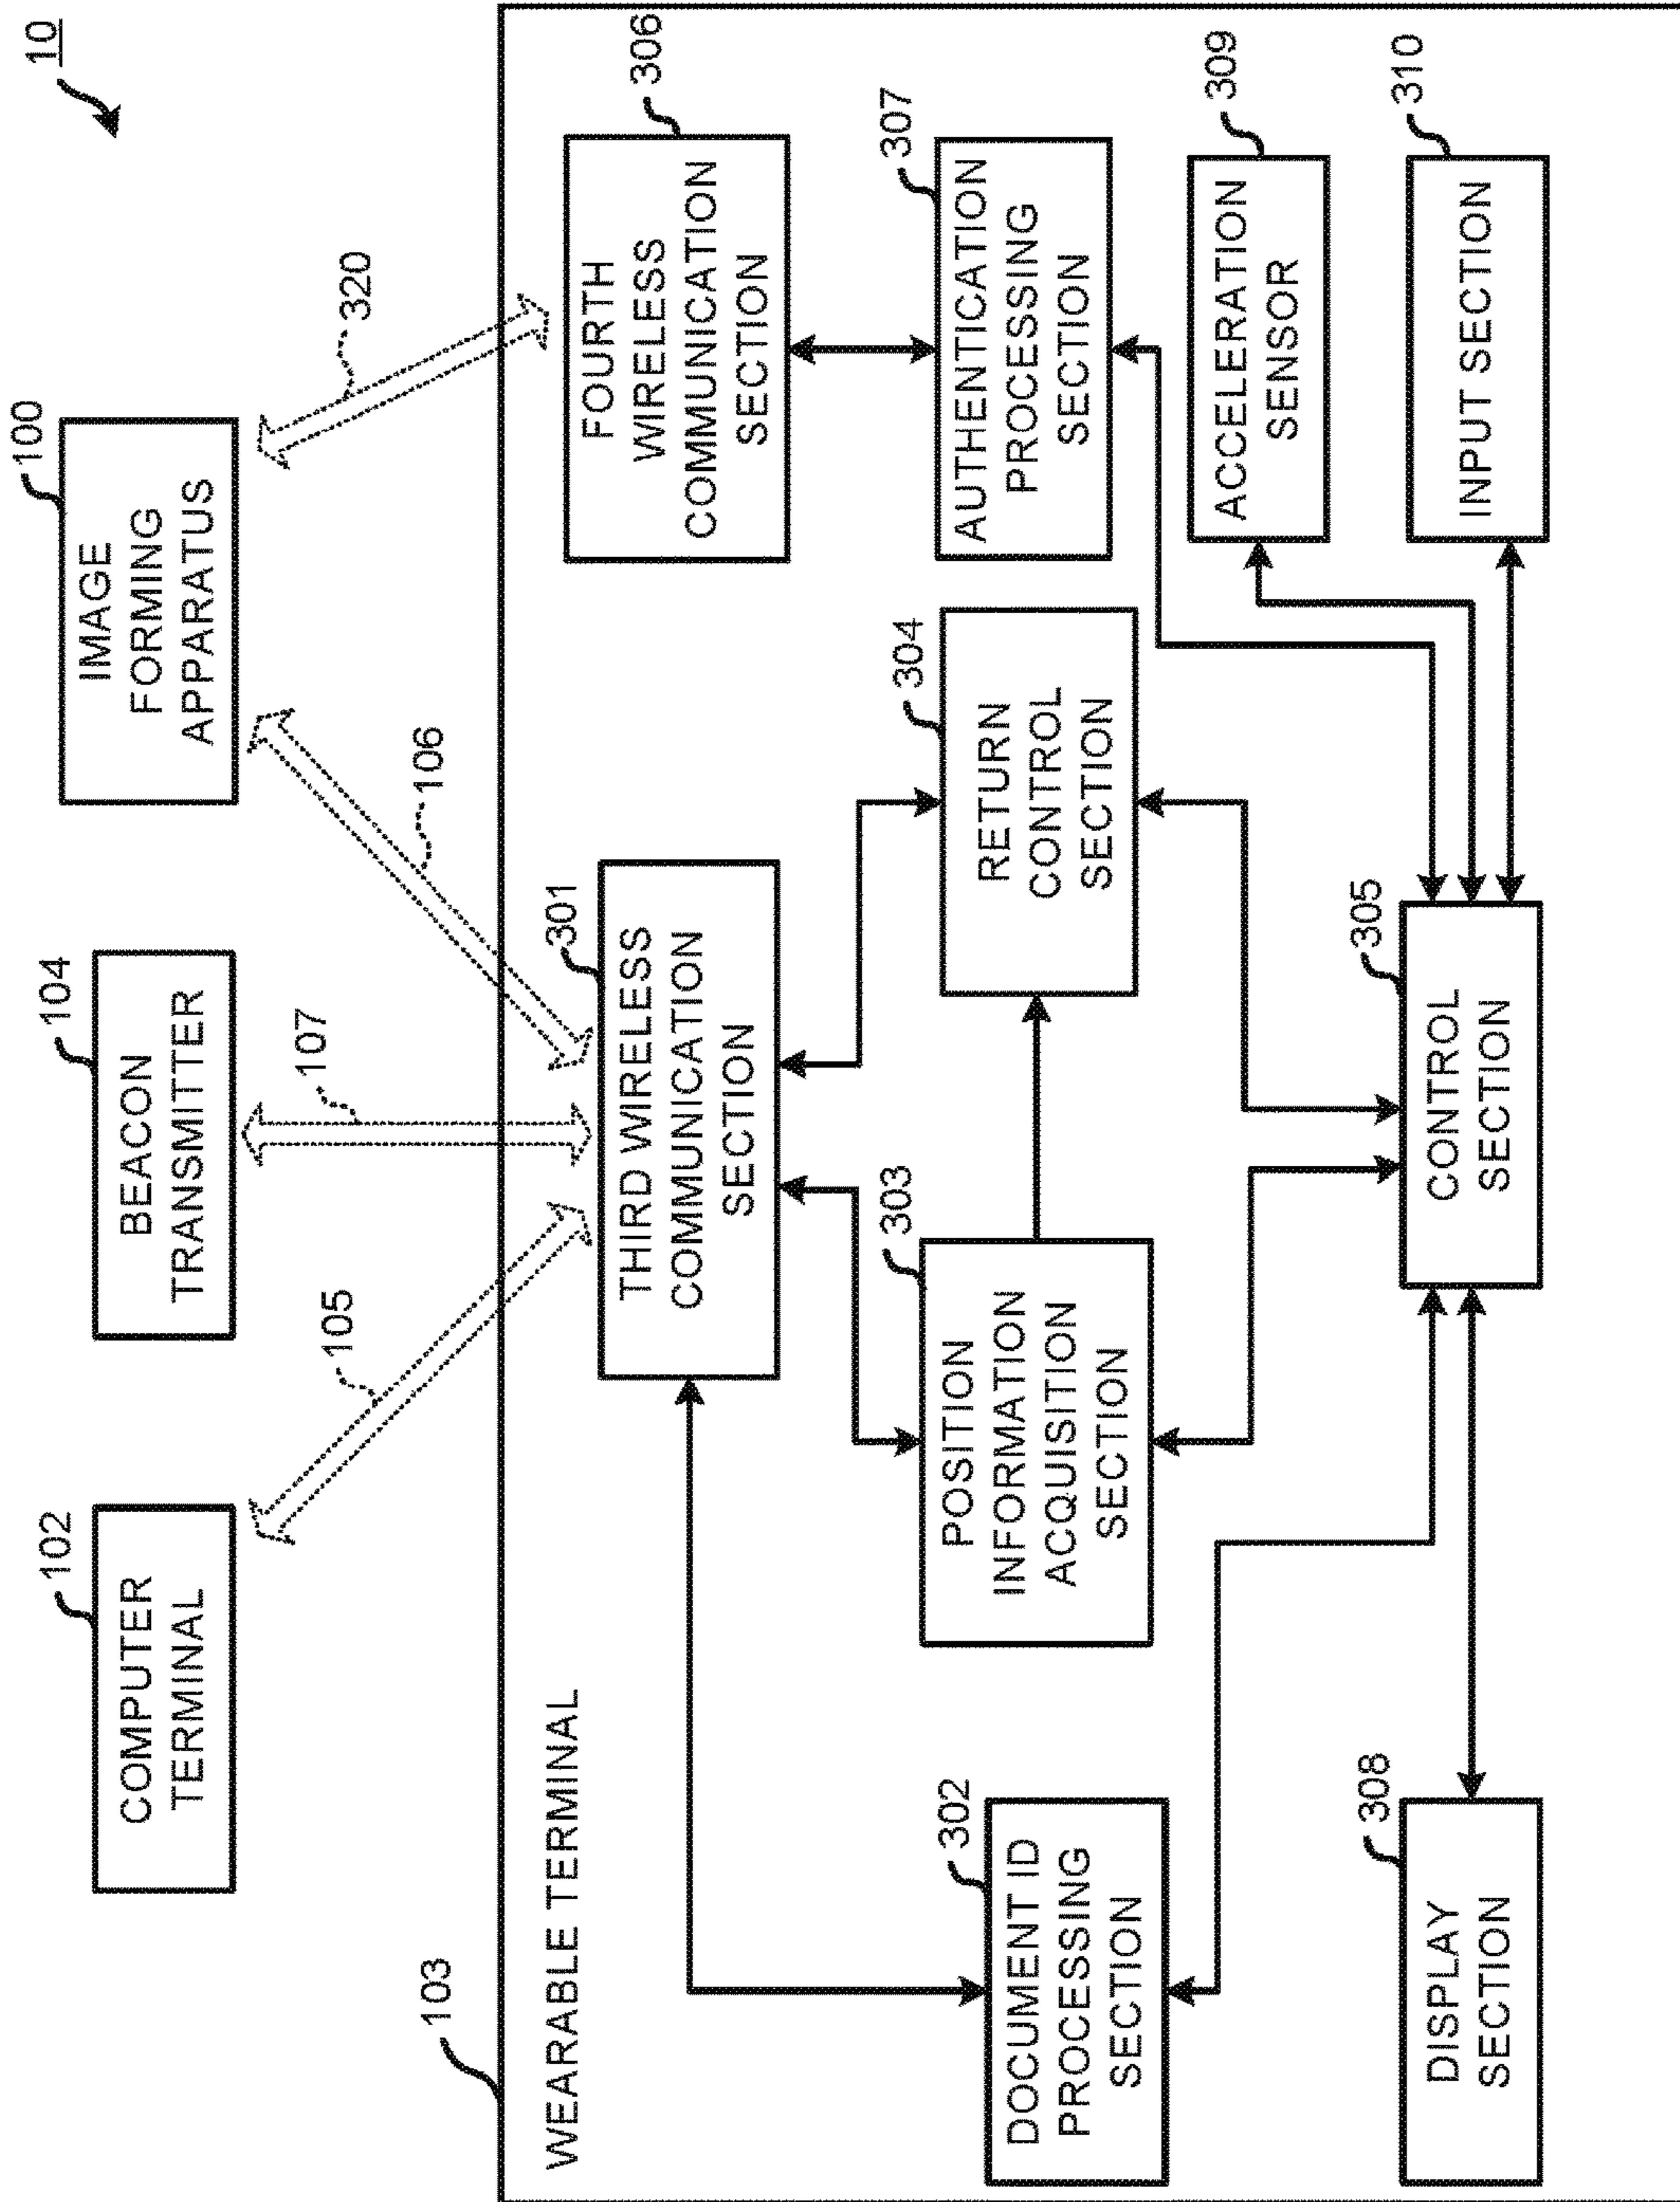 10
102
COMPUTER
TERMINAL
104
BEACON
TRANSMITTER
100
IMAGE
FORMING
APPARATUS
105
107
106
320
103
WEARABLE TERMINAL
301
THIRD WIRELESS
COMMUNICATION
SECTION
306
FOURTH
WIRELESS
COMMUNICATION
SECTION
302
DOCUMENT ID
PROCESSING
SECTION
303
POSITION
INFORMATION
ACQUISITION
SECTION
304
RETURN
CONTROL
SECTION
307
AUTHENTICATION
PROCESSING
SECTION
309
ACCELERATION
SENSOR
308
DISPLAY
SECTION
305
CONTROL
SECTION
310
INPUT SECTION